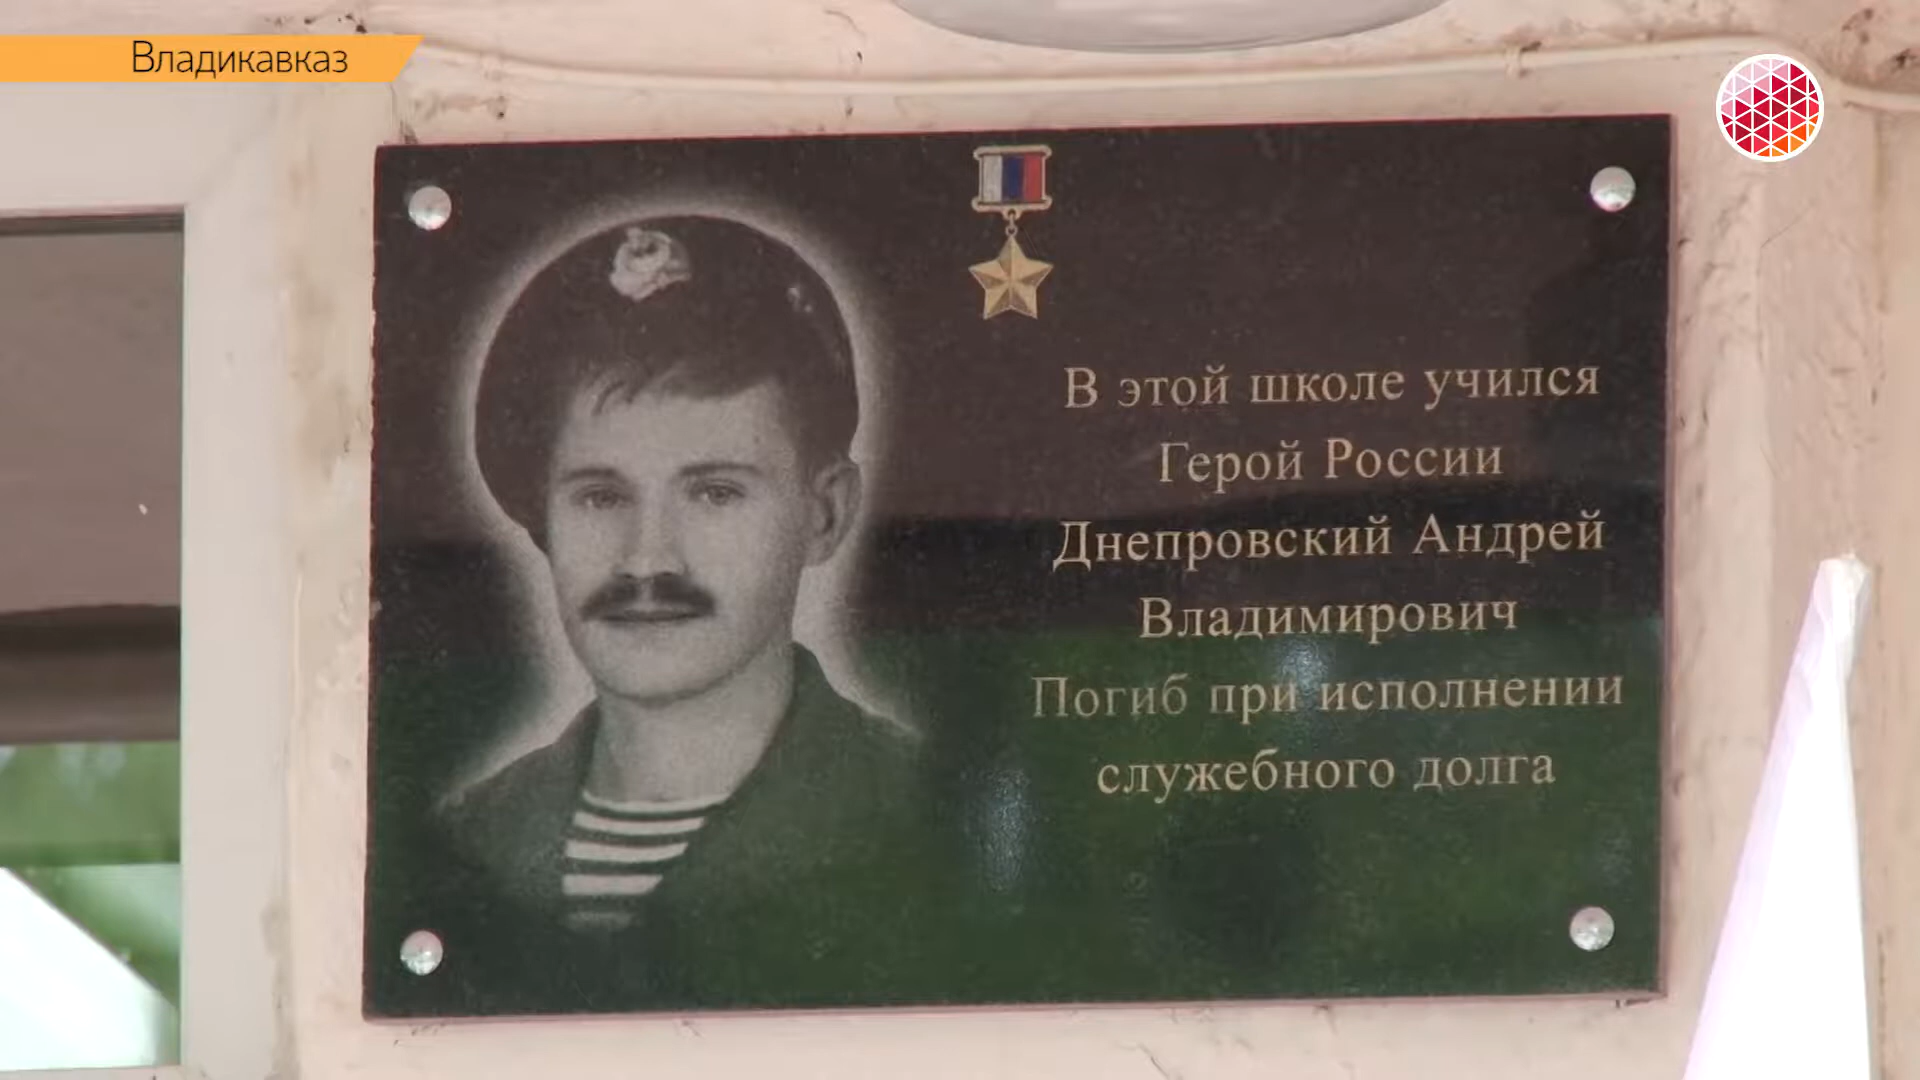 Владикавказ
В этой школе учился
Герой России
Днепровский Андрей
Владимирович
Погиб при исполнении
служебного долга